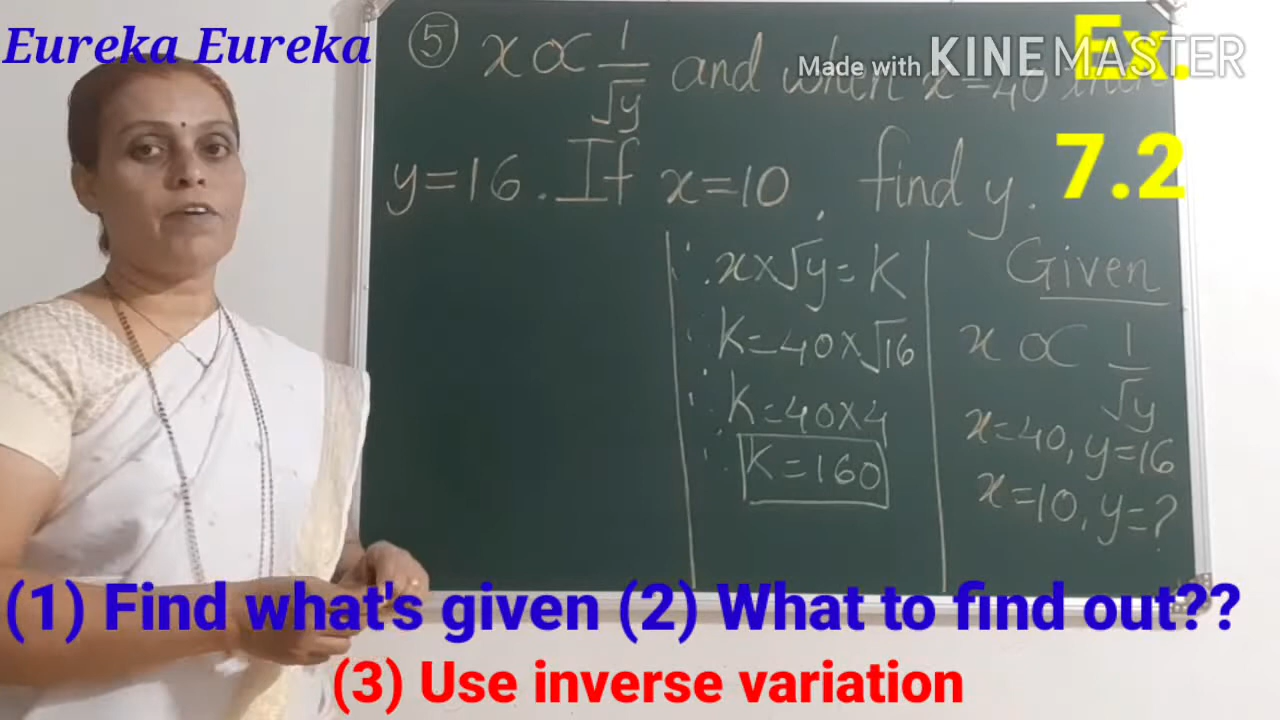 Eureka Eureka
Made with KINEMASTER
Ex.
7.2
⑤ x ∝ 1/√y and when x=40 then
y=16. If x=10, find y.
∴ x×√y=K
∴ K=40×√16
∴ K=40×4
∴ K=160
Given
x ∝ 1/√y
x=40, y=16
x=10, y=?
(1) Find what's given (2) What to find out??
(3) Use inverse variation